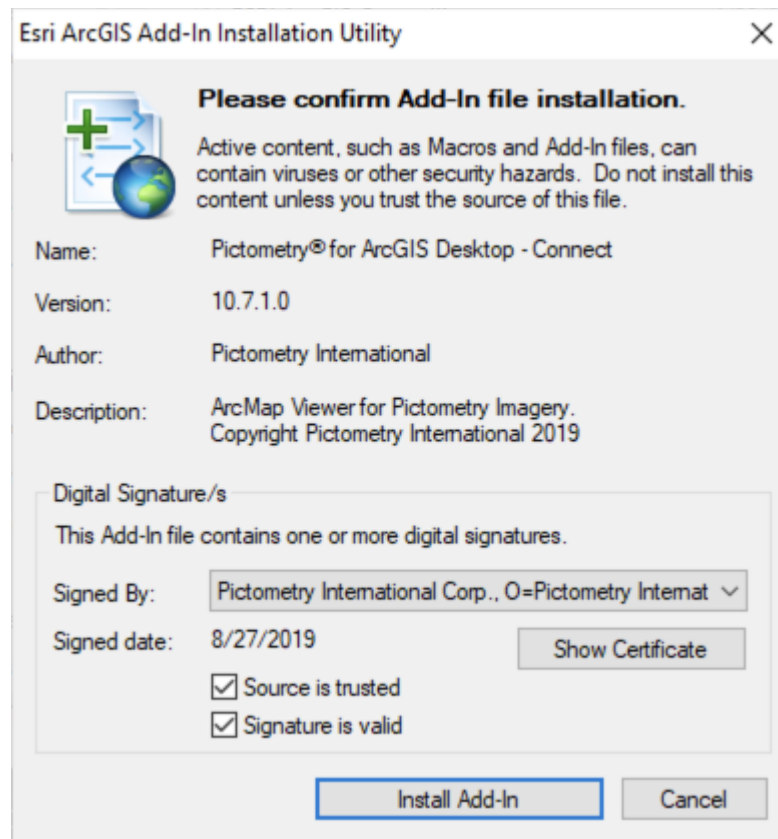 Esri ArcGIS Add-In Installation Utility
Please confirm Add-In file installation.
Active content, such as Macros and Add-In files, can
contain viruses or other security hazards. Do not install this
content unless you trust the source of this file.
Name: Pictometry® for ArcGIS Desktop - Connect
Version: 10.7.1.0
Author: Pictometry International
Description: ArcMap Viewer for Pictometry Imagery.
Copyright Pictometry International 2019
Digital Signature/s
This Add-In file contains one or more digital signatures.
Signed By: Pictometry International Corp., O=Pictometry Internat
Signed date: 8/27/2019
Show Certificate
Source is trusted
Signature is valid
Install Add-In Cancel